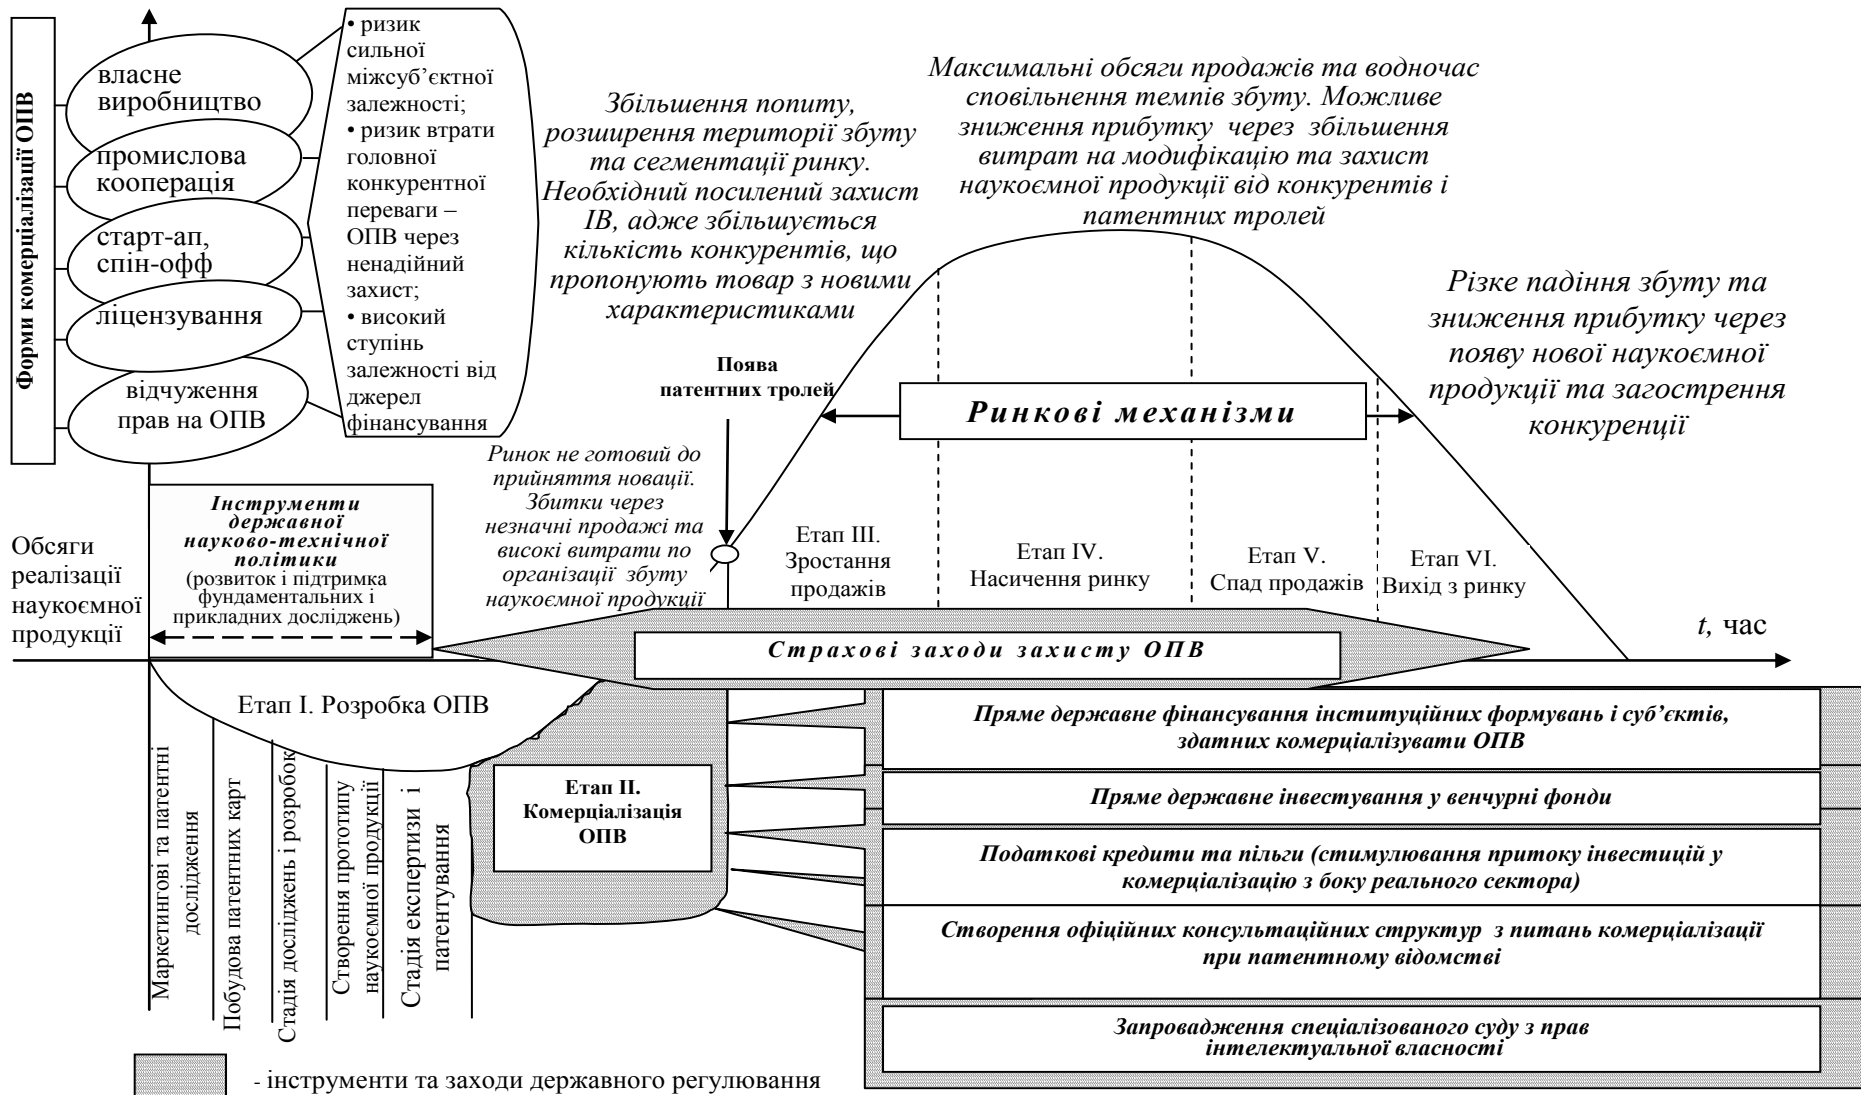 Форми комерціалізації ОПВ
власне
виробництво
промислова
кооперація
старт-ап,
спін-офф
ліцензування
відчуження
прав на ОПВ
• ризик
сильної
міжсуб’єктної
залежності;
• ризик втрати
головної
конкурентної
переваги –
ОПВ через
ненадійний
захист;
• високий
ступінь
залежності від
джерел
фінансування
Збільшення попиту,
розширення території збуту
та сегментації ринку.
Необхідний посилений захист
ІВ, адже збільшується
кількість конкурентів, що
пропонують товар з новими
характеристиками
Максимальні обсяги продажів та водночас
сповільнення темпів збуту. Можливе
зниження прибутку через збільшення
витрат на модифікацію та захист
наукоємної продукції від конкурентів і
патентних тролей
Різке падіння збуту та
зниження прибутку через
появу нової наукоємної
продукції та загострення
конкуренції
Поява
патентних тролей
Ринкові механізми
Ринок не готовий до
прийняття новації.
Збитки через
незначні продажі та
високі витрати по
організації збуту
наукоємної продукції
Інструменти
державної
науково-технічної
політики
(розвиток і підтримка
фундаментальних і
прикладних досліджень)
Обсяги
реалізації
наукоємної
продукції
Етап ІІІ.
Зростання
продажів
Етап IV.
Насичення ринку
Етап V.
Спад продажів
Етап VI.
Вихід з ринку
t, час
Страхові заходи захисту ОПВ
Етап І. Розробка ОПВ
Маркетингові та патентні
дослідження
Побудова патентних карт
Стадія досліджень і розробок
Створення прототипу
наукоємної продукції
Стадія експертизи і
патентування
Етап ІІ.
Комерціалізація
ОПВ
Пряме державне фінансування інституційних формувань і суб’єктів,
здатних комерціалізувати ОПВ
Пряме державне інвестування у венчурні фонди
Податкові кредити та пільги (стимулювання притоку інвестицій у
комерціалізацію з боку реального сектора)
Створення офіційних консультаційних структур з питань комерціалізації
при патентному відомстві
Запровадження спеціалізованого суду з прав
інтелектуальної власності
- інструменти та заходи державного регулювання